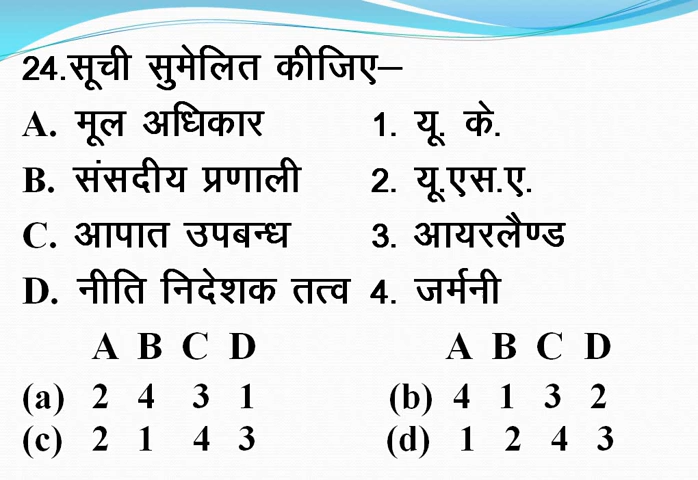 24.सूची सुमेलित कीजिए–
A. मूल अधिकार 1. यू. के.
B. संसदीय प्रणाली 2. यू.एस.ए.
C. आपात उपबन्ध 3. आयरलैण्ड
D. नीति निदेशक तत्व 4. जर्मनी
A B C D A B C D
(a) 2 4 3 1 (b) 4 1 3 2
(c) 2 1 4 3 (d) 1 2 4 3